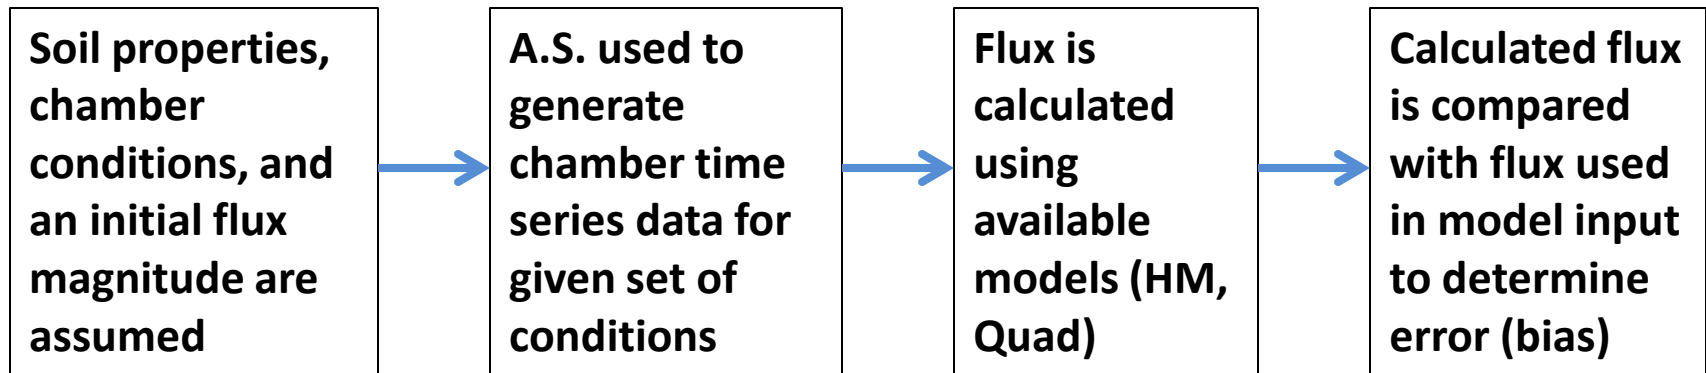 Soil properties,
chamber
conditions, and
an initial flux
magnitude are
assumed
A.S. used to
generate
chamber time
series data for
given set of
conditions
Flux is
calculated
using
available
models (HM,
Quad)
Calculated flux
is compared
with flux used
in model input
to determine
error (bias)